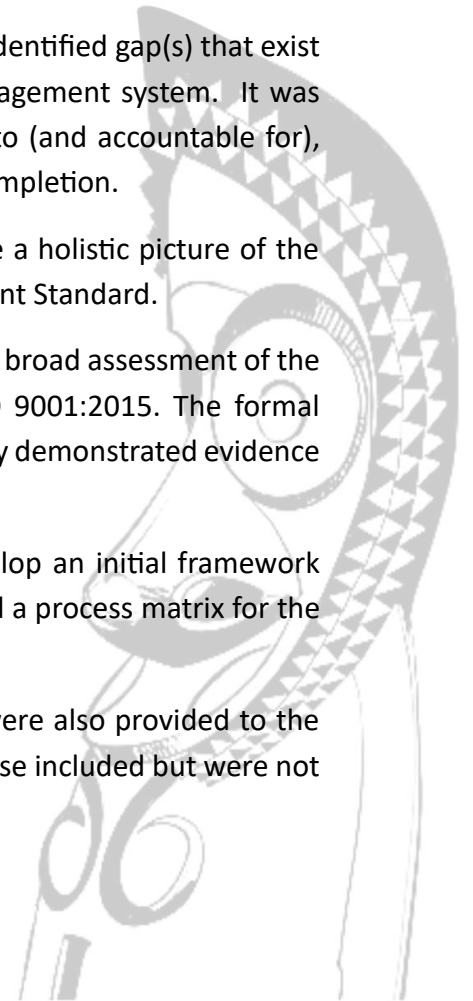 dentified gap(s) that exist
agement system. It was
to (and accountable for),
mpletion.
e a holistic picture of the
nt Standard.
broad assessment of the
9001:2015. The formal
y demonstrated evidence
lop an initial framework
d a process matrix for the
were also provided to the
se included but were not